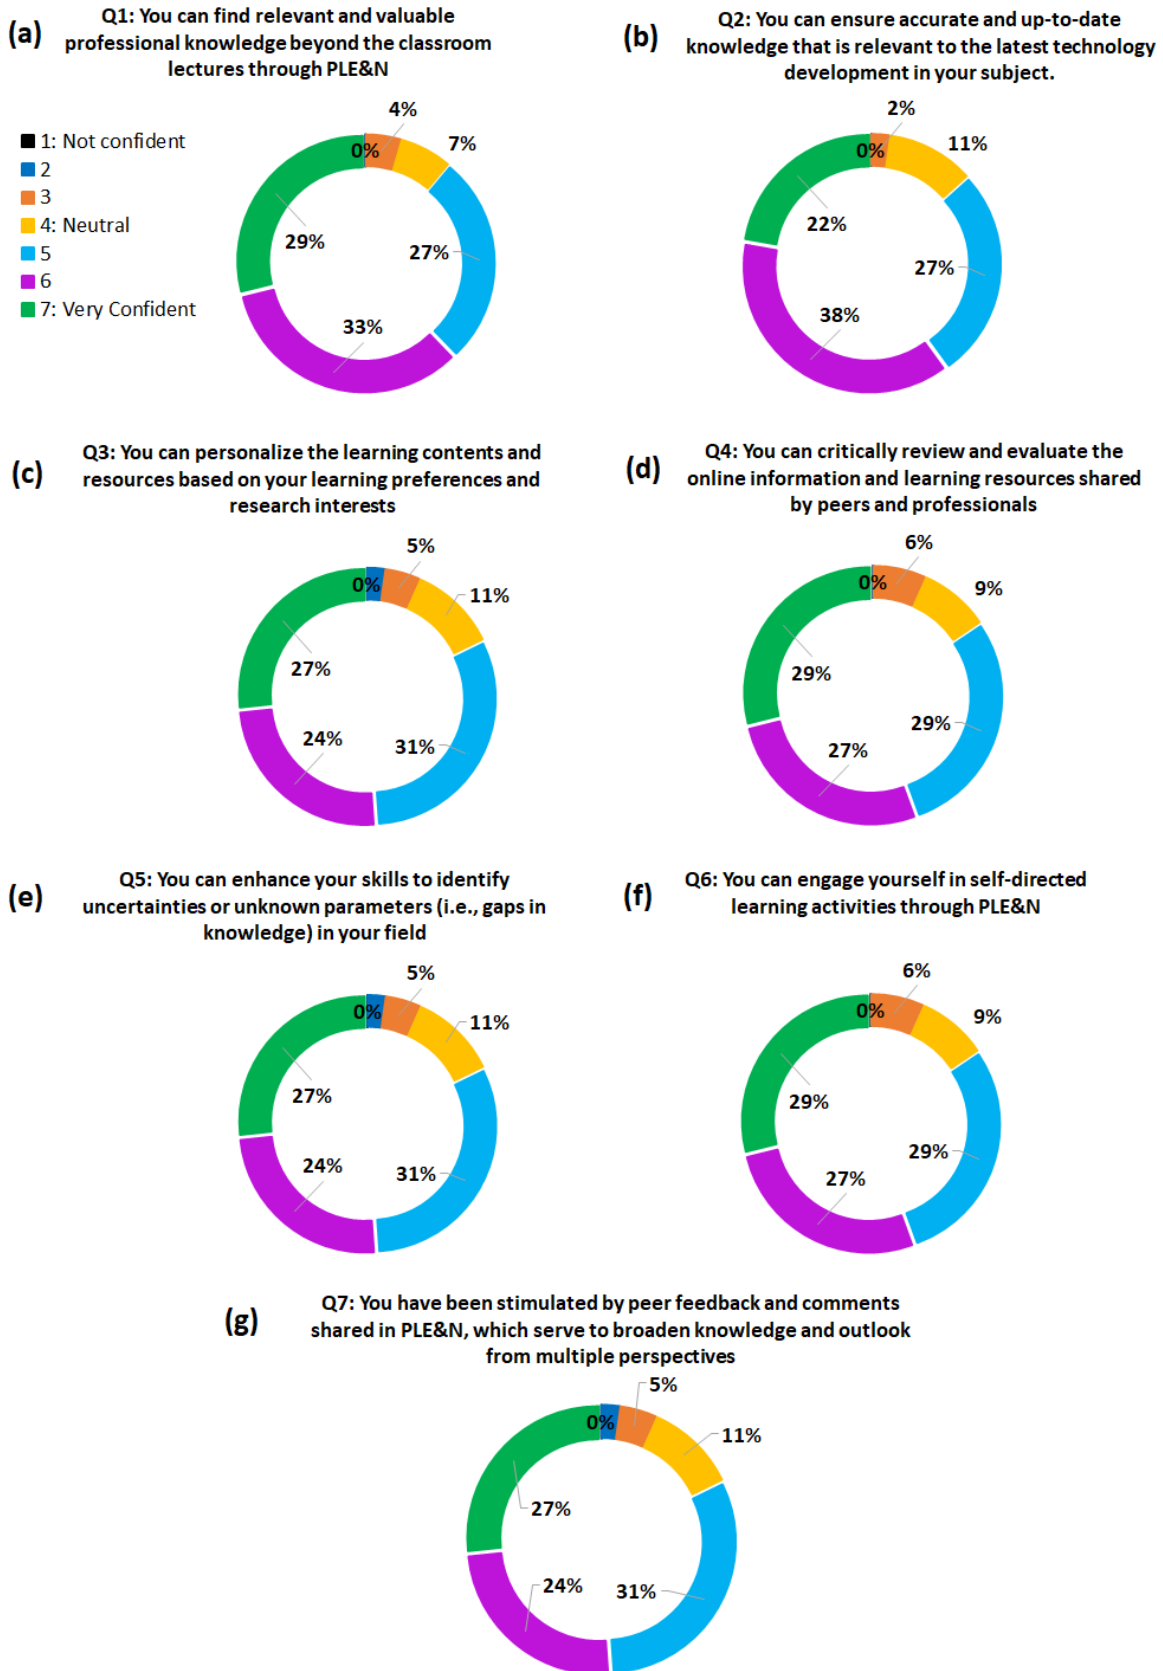 (a)
Q1: You can find relevant and valuable
professional knowledge beyond the classroom
lectures through PLE&N
1: Not confident
2
3
4: Neutral
5
6
7: Very Confident
0%
4%
7%
27%
33%
29%
(b)
Q2: You can ensure accurate and up-to-date
knowledge that is relevant to the latest technology
development in your subject.
0%
2%
11%
27%
38%
22%
(c)
Q3: You can personalize the learning contents and
resources based on your learning preferences and
research interests
0%
5%
11%
31%
24%
27%
(d)
Q4: You can critically review and evaluate the
online information and learning resources shared
by peers and professionals
0%
6%
9%
29%
27%
29%
(e)
Q5: You can enhance your skills to identify
uncertainties or unknown parameters (i.e., gaps in
knowledge) in your field
0%
5%
11%
31%
24%
27%
(f)
Q6: You can engage yourself in self-directed
learning activities through PLE&N
0%
6%
9%
29%
27%
29%
(g)
Q7: You have been stimulated by peer feedback and comments
shared in PLE&N, which serve to broaden knowledge and outlook
from multiple perspectives
0%
5%
11%
31%
24%
27%